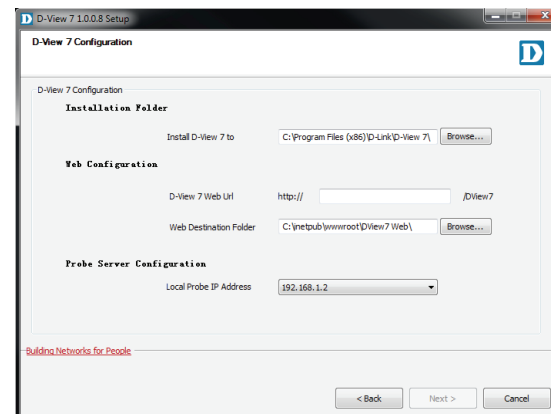 D D-View 7 1.0.0.8 Setup
D-View 7 Configuration
D
D-View 7 Configuration
Installation Folder
Install D-View 7 to C:\Program Files (x86)\D-Link\D-View 7\ Browse...
Web Configuration
D-View 7 Web Url http:// /DView7
Web Destination Folder C:\inetpub\wwwroot\DView7 Web\ Browse...
Probe Server Configuration
Local Probe IP Address 192.168.1.2
Building Networks for People
< Back Next > Cancel